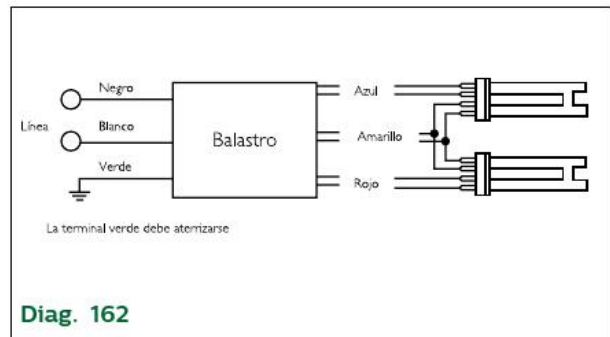 Negro
Azul
Línea
Blanco
Balastro
Amarillo
Verde
Rojo
La terminal verde debe aterrizarse
Diag. 162